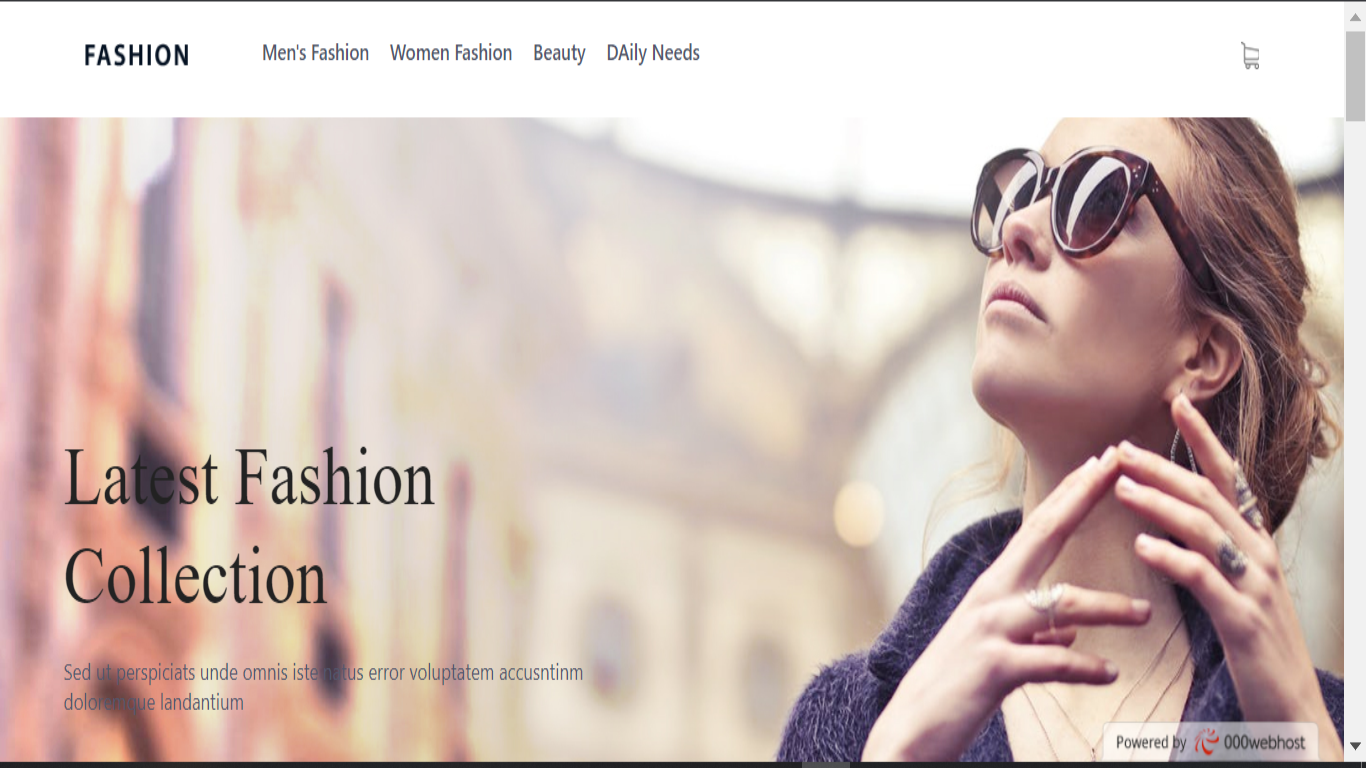 FASHION
Men's Fashion Women Fashion Beauty DAily Needs
Latest Fashion
Collection
Sed ut perspiciats unde omnis iste natus error voluptatem accusntinm
doloremque landantium
Powered by 000webhost